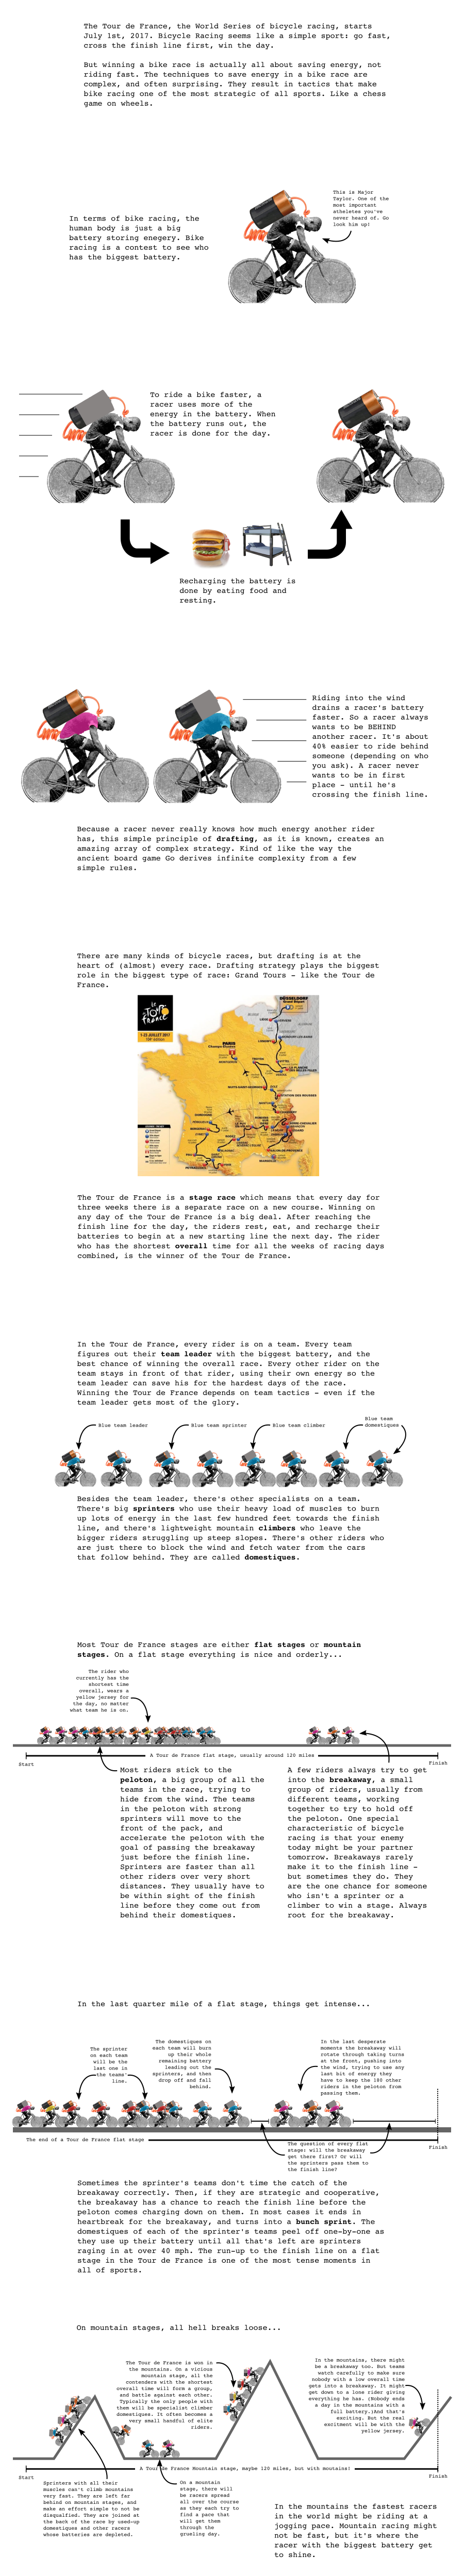 The Tour de France, the World Series of bicycle racing, starts
July 1st, 2017. Bicycle Racing seems like a simple sport: go fast,
cross the finish line first, win the day.
But winning a bike race is actually all about saving energy, not
riding fast. The techniques to save energy in a bike race are
complex, and often surprising. They result in tactics that make
bike racing one of the most strategic of all sports. Like a chess
game on wheels.
This is Major
Taylor. One of the
most important
atheletes you've
never heard of. Go
look him up!
In terms of bike racing, the
human body is just a big
battery storing enegery. Bike
racing is a contest to see who
has the biggest battery.
To ride a bike faster, a
racer uses more of the
energy in the battery. When
the battery runs out, the
racer is done for the day.
Recharging the battery is
done by eating food and
resting.
Riding into the wind
drains a racer's battery
faster. So a racer always
wants to be BEHIND
another racer. It's about
40% easier to ride behind
someone (depending on who
you ask). A racer never
wants to be in first
place - until he's
crossing the finish line.
Because a racer never really knows how much energy another rider
has, this simple principle of drafting, as it is known, creates an
amazing array of complex strategy. Kind of like the way the
ancient board game Go derives infinite complexity from a few
simple rules.
There are many kinds of bicycle races, but drafting is at the
heart of (almost) every race. Drafting strategy plays the biggest
role in the biggest type of race: Grand Tours - like the Tour de
France.
le Tour de france
1-23 JUILLET 2017
DÜSSELDORF
PARIS
The Tour de France is a stage race which means that every day for
three weeks there is a separate race on a new course. Winning on
any day of the Tour de France is a big deal. After reaching the
finish line for the day, the riders rest, eat, and recharge their
batteries to begin at a new starting line the next day. The rider
who has the shortest overall time for all the weeks of racing days
combined, is the winner of the Tour de France.
In the Tour de France, every rider is on a team. Every team
figures out their team leader with the biggest battery, and the
best chance of winning the overall race. Every other rider on the
team stays in front of that rider, using their own energy so the
team leader can save his for the hardest days of the race.
Winning the Tour de France depends on team tactics - even if the
team leader gets most of the glory.
Blue team leader
Blue team sprinter
Blue team climber
Blue team
domestiques
Besides the team leader, there's other specialists on a team.
There's big sprinters who use their heavy load of muscles to burn
up lots of energy in the last few hundred feet towards the finish
line, and there's lightweight mountain climbers who leave the
bigger riders struggling up steep slopes. There's other riders who
are just there to block the wind and fetch water from the cars
that follow behind. They are called domestiques.
Most Tour de France stages are either flat stages or mountain
stages. On a flat stage everything is nice and orderly...
The rider who
currently has the
shortest time
overall, wears a
yellow jersey for
the day, no matter
what team he is on.
A Tour de France flat stage, usually around 120 miles
Start
Finish
Most riders stick to the
peloton, a big group of all the
teams in the race, trying to
hide from the wind. The teams
in the peloton with strong
sprinters will move to the
front of the pack, and
accelerate the peloton with the
goal of passing the breakaway
just before the finish line.
Sprinters are faster than all
other riders over very short
distances. They usually have to
be within sight of the finish
line before they come out from
behind their domestiques.
A few riders always try to get
into the breakaway, a small
group of riders, usually from
different teams, working
together to try to hold off
the peloton. One special
characteristic of bicycle
racing is that your enemy
today might be your partner
tomorrow. Breakaways rarely
make it to the finish line -
but sometimes they do. They
are the one chance for someone
who isn't a sprinter or a
climber to win a stage. Always
root for the breakaway.
In the last quarter mile of a flat stage, things get intense...
The sprinter
on each team
will be the
last one in
the teams'
line.
The domestiques on
each team will burn
up their whole
remaining battery
leading out the
sprinters, and then
drop off and fall
behind.
In the last desperate
moments the breakaway will
rotate through taking turns
at the front, pushing into
the wind, trying to use any
last bit of energy they
have to keep the 180 other
riders in the peloton from
passing them.
The end of a Tour de France flat stage
The question of every flat
stage: will the breakaway
get there first? Or will
the sprinters pass them to
the finish line?
Finish
Sometimes the sprinter's teams don't time the catch of the
breakaway correctly. Then, if they are strategic and cooperative,
the breakaway has a chance to reach the finish line before the
peloton comes charging down on them. In most cases it ends in
heartbreak for the breakaway, and turns into a bunch sprint. The
domestiques of each of the sprinter's teams peel off one-by-one as
they use up their battery until all that's left are sprinters
raging in at over 40 mph. The run-up to the finish line on a flat
stage in the Tour de France is one of the most tense moments in
all of sports.
On mountain stages, all hell breaks loose...
The Tour de France is won in
the mountains. On a vicious
mountain stage, all the
contenders with the shortest
overall time will form a group,
and battle against each other.
Typically the only people with
them will be specialist climber
domestiques. It often becomes a
very small handful of elite
riders.
In the mountains, there might
be a breakaway too. But teams
watch carefully to make sure
nobody with a low overall time
gets into a breakaway. It might
get down to a lone rider giving
everything he has. (Nobody ends
a day in the mountains with a
full battery.)And that's
exciting. But the real
excitment will be with the
yellow jersey.
A Tour de France Mountain stage, maybe 120 miles, but with mountains!
Start
Finish
Sprinters with all their
muscles can't climb mountains
very fast. They are left far
behind on mountain stages, and
make an effort simple to not be
disqualified. They are joined at
the back of the race by used-up
domestiques and other racers
whose batteries are depleted.
On a mountain
stage, there will
be racers spread
all over the course
as they each try to
find a pace that
will get them
through the
grueling day.
In the mountains the fastest racers
in the world might be riding at a
jogging pace. Mountain racing might
not be fast, but it's where the
racer with the biggest battery get
to shine.